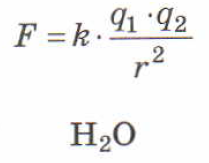 F = k · q₁ · q₂ / r²
H₂O